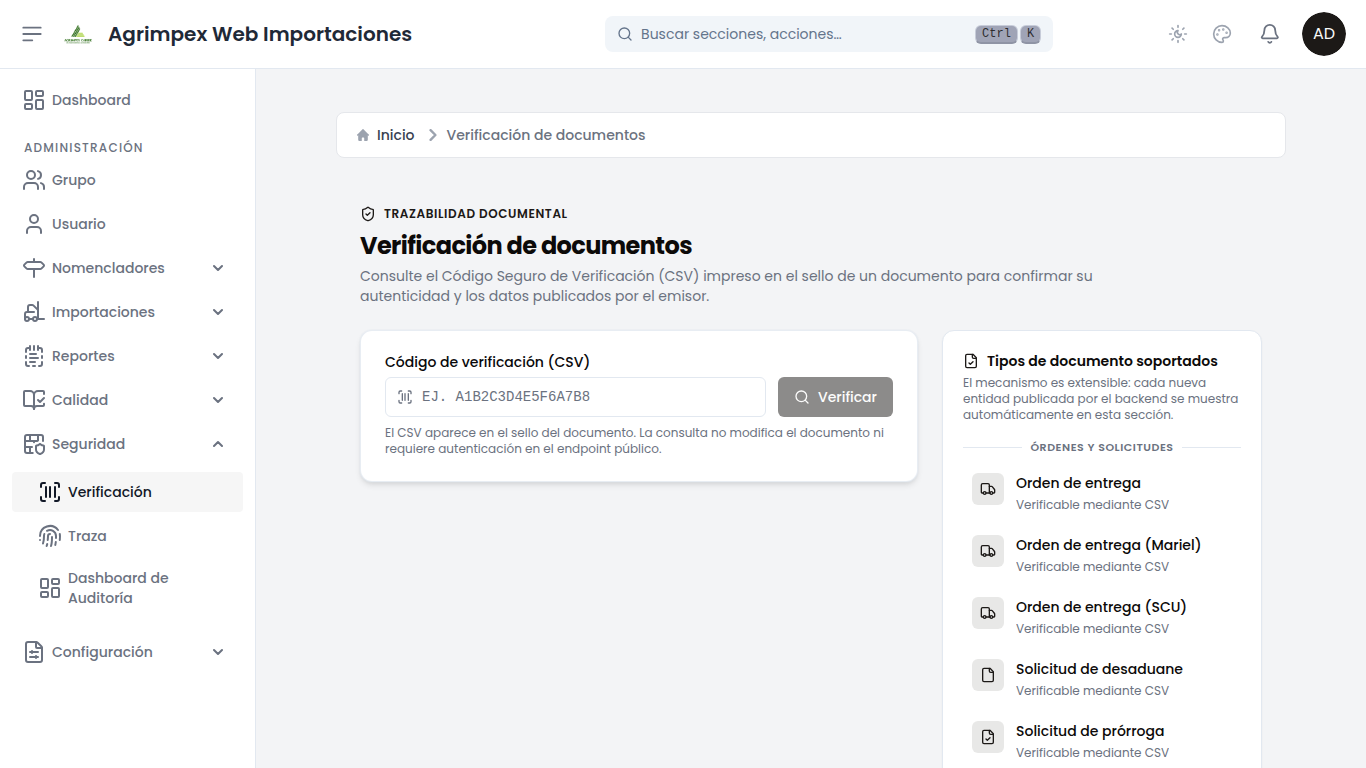 Agrimpex Web Importaciones
Buscar secciones, acciones...
Ctrl K
AD
Dashboard
ADMINISTRACIÓN
Grupo
Usuario
Nomencladores
Importaciones
Reportes
Calidad
Seguridad
Verificación
Traza
Dashboard de
Auditoría
Configuración
Inicio
Verificación de documentos
TRAZABILIDAD DOCUMENTAL
Verificación de documentos
Consulte el Código Seguro de Verificación (CSV) impreso en el sello de un documento para confirmar su
autenticidad y los datos publicados por el emisor.
Código de verificación (CSV)
EJ. A1B2C3D4E5F6A7B8
Verificar
El CSV aparece en el sello del documento. La consulta no modifica el documento ni
requiere autenticación en el endpoint público.
Tipos de documento soportados
El mecanismo es extensible: cada nueva
entidad publicada por el backend se muestra
automáticamente en esta sección.
ÓRDENES Y SOLICITUDES
Orden de entrega
Verificable mediante CSV
Orden de entrega (Mariel)
Verificable mediante CSV
Orden de entrega (SCU)
Verificable mediante CSV
Solicitud de desaduane
Verificable mediante CSV
Solicitud de prórroga
Verificable mediante CSV